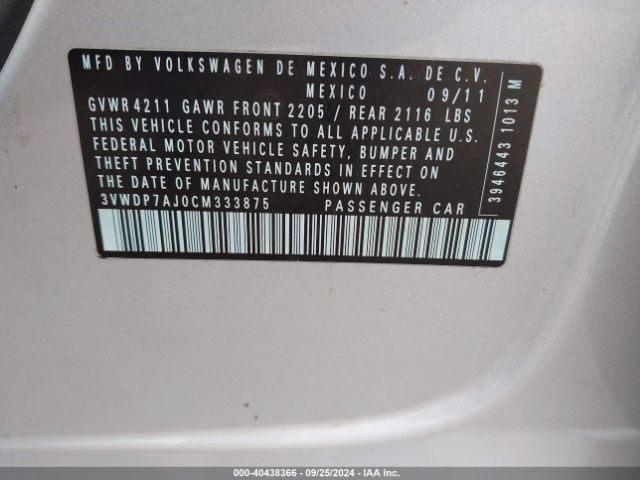 MFD BY VOLKSWAGEN DE MEXICO S.A. DE C.V.
MEXICO 09/11
GVWR 4211 GAWR FRONT 2205 / REAR 2116 LBS
THIS VEHICLE CONFORMS TO ALL APPLICABLE U.S.
FEDERAL MOTOR VEHICLE SAFETY, BUMPER AND
THEFT PREVENTION STANDARDS IN EFFECT ON
THE DATE OF MANUFACTURE SHOWN ABOVE.
3VWDP7AJ0CM333875 PASSENGER CAR
3946443 1013 M
000-40438366 - 09/25/2024 - IAA Inc.